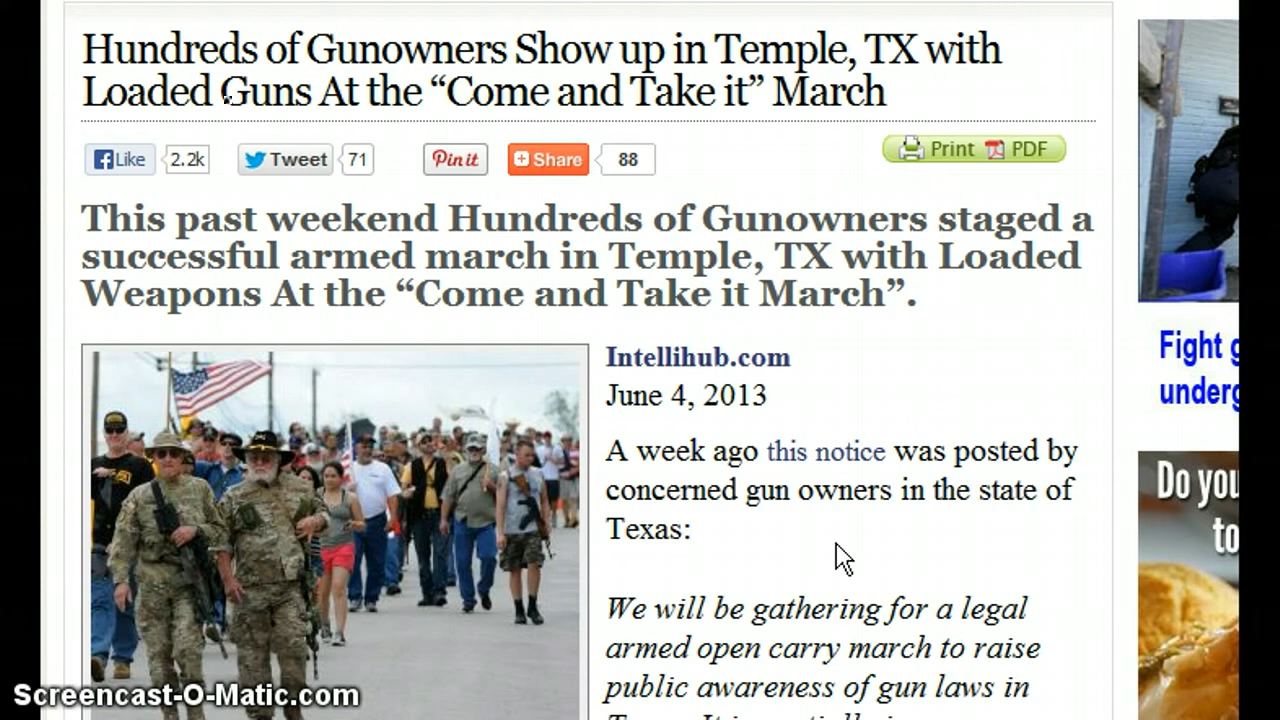 Hundreds of Gunowners Show up in Temple, TX with
Loaded Guns At the “Come and Take it” March
Like 2.2k Tweet 71 Pin it Share 88 Print PDF
This past weekend Hundreds of Gunowners staged a
successful armed march in Temple, TX with Loaded
Weapons At the “Come and Take it March”.
Intellihub.com
June 4, 2013
A week ago this notice was posted by
concerned gun owners in the state of
Texas:
We will be gathering for a legal
armed open carry march to raise
public awareness of gun laws in
Fight
Do you
to
Screencast-O-Matic.com